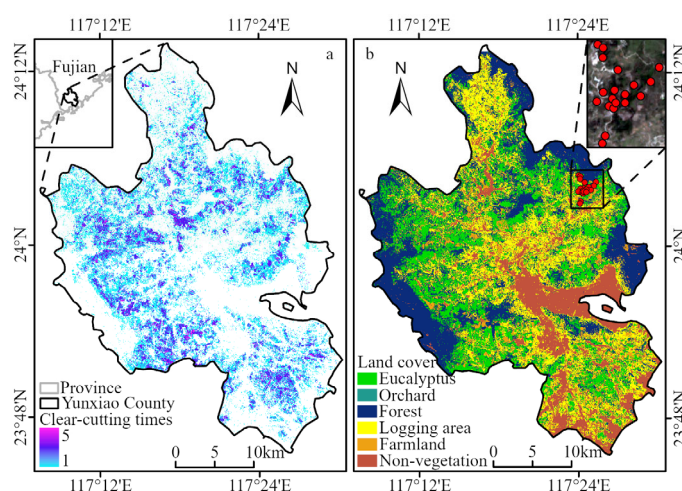 117°12′E 117°24′E 117°12′E 117°24′E
Fujian
a
b
N
N
24°12′N
24°N
23°48′N
24°12′N
24°N
23°48′N
Province
Yunxiao County
Clear-cutting times
5
1
0 5 10km
Land cover
Eucalyptus
Orchard
Forest
Logging area
Farmland
Non-vegetation
0 5 10km
117°12′E 117°24′E 117°12′E 117°24′E